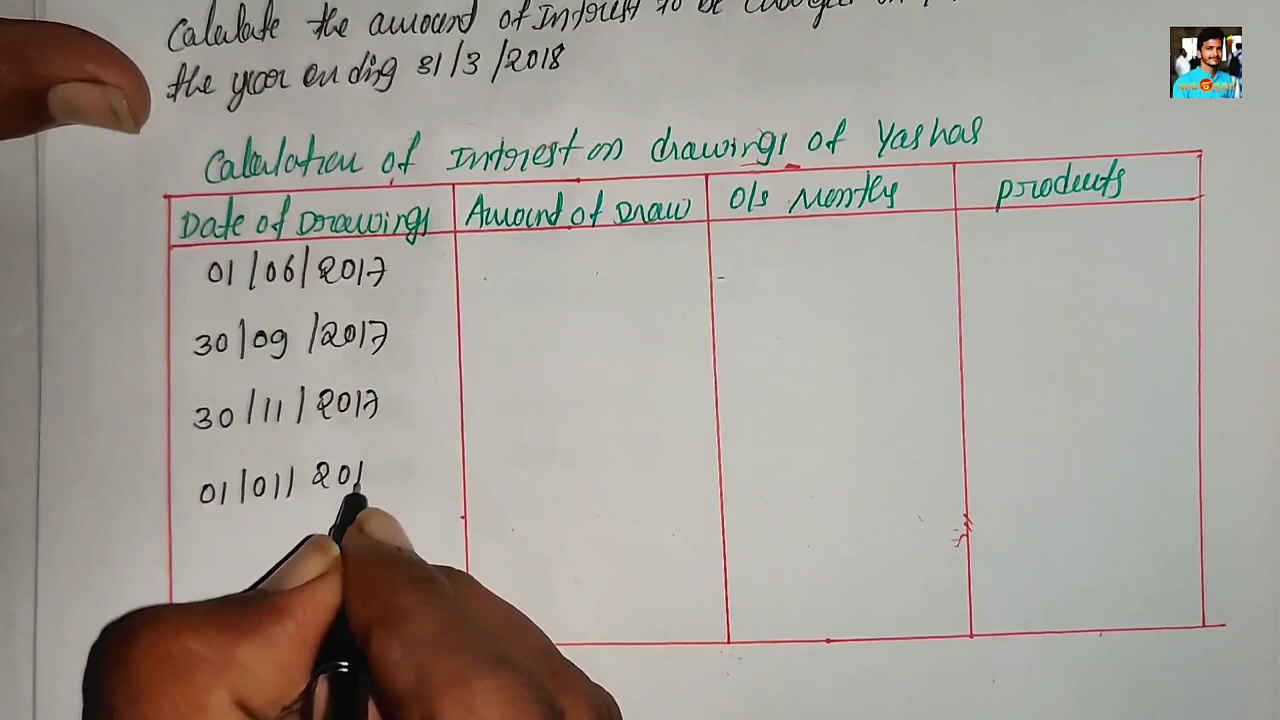 Calculate the amound of Interest to be
the year ending 31/3/2018
Calculation of Interest on drawings of Yashas
Date of Drawings Amound of Draw O/s Months products
01/06/2017
30/09/2017
30/11/2017
01/01/201